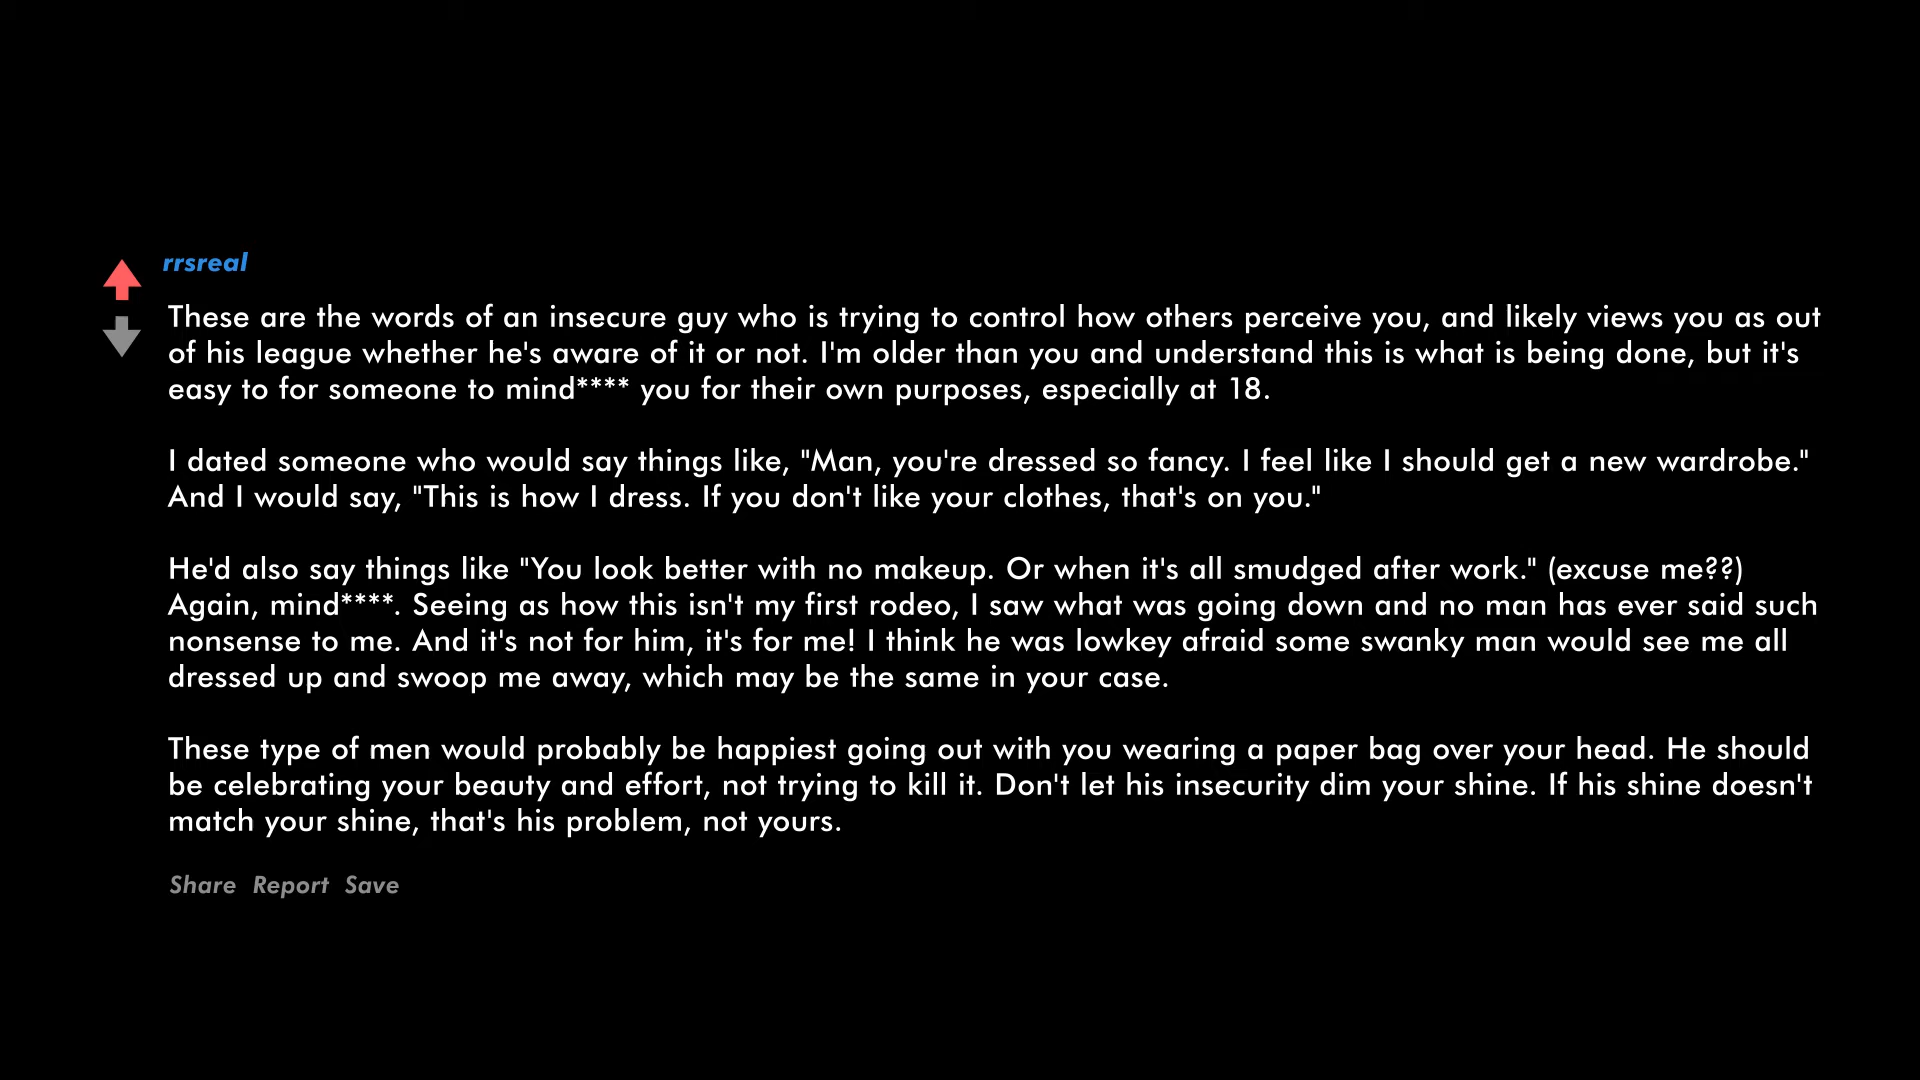 rrsreal
These are the words of an insecure guy who is trying to control how others perceive you, and likely views you as out
of his league whether he's aware of it or not. I'm older than you and understand this is what is being done, but it's
easy to for someone to mind**** you for their own purposes, especially at 18.
I dated someone who would say things like, "Man, you're dressed so fancy. I feel like I should get a new wardrobe."
And I would say, "This is how I dress. If you don't like your clothes, that's on you."
He'd also say things like "You look better with no makeup. Or when it's all smudged after work." (excuse me??)
Again, mind****. Seeing as how this isn't my first rodeo, I saw what was going down and no man has ever said such
nonsense to me. And it's not for him, it's for me! I think he was lowkey afraid some swanky man would see me all
dressed up and swoop me away, which may be the same in your case.
These type of men would probably be happiest going out with you wearing a paper bag over your head. He should
be celebrating your beauty and effort, not trying to kill it. Don't let his insecurity dim your shine. If his shine doesn't
match your shine, that's his problem, not yours.
Share Report Save